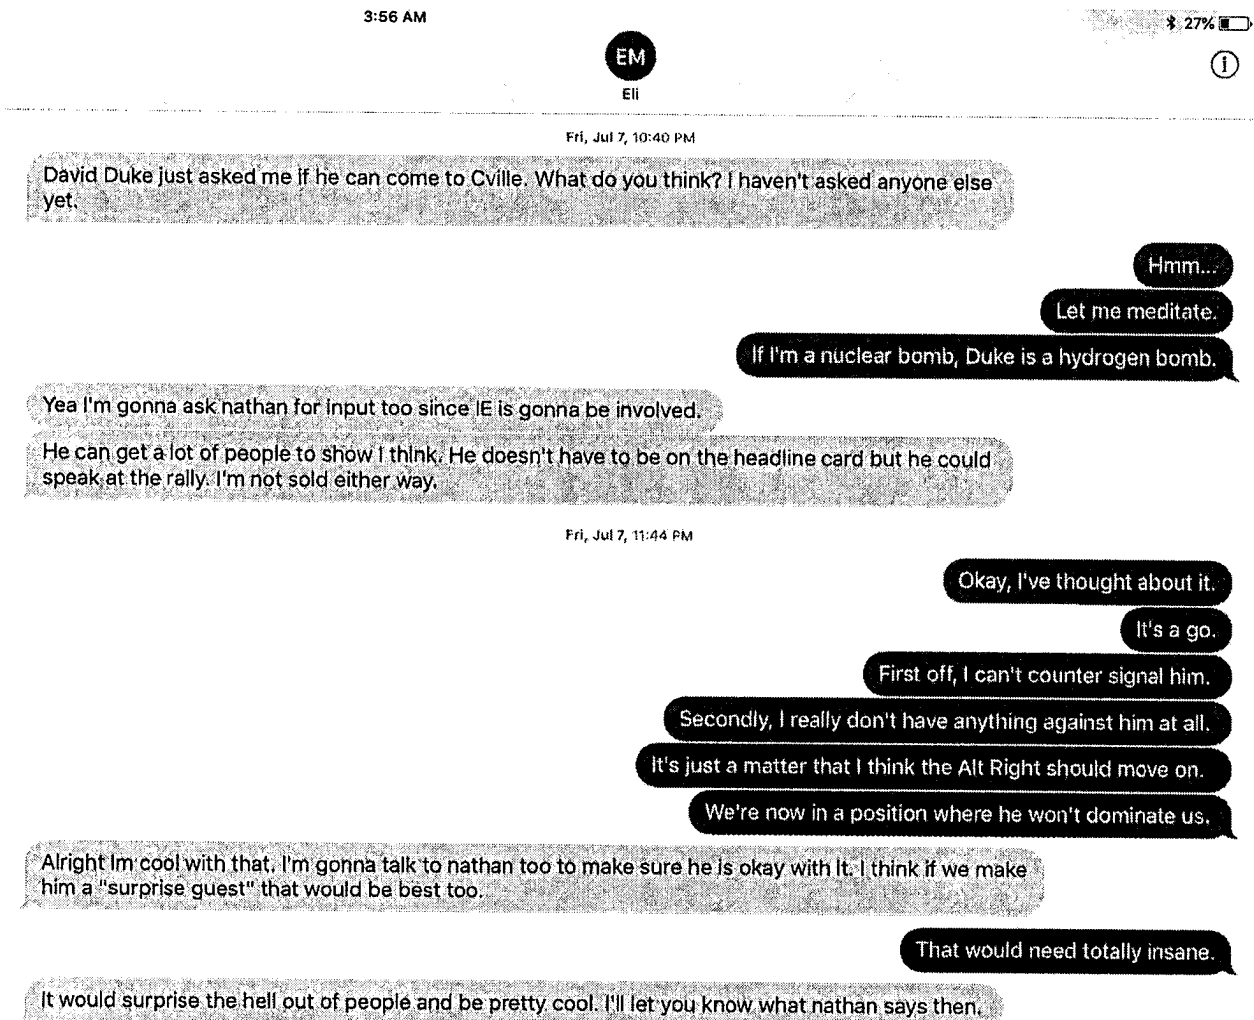 3:56 AM
27%
EM
Eli
Fri, Jul 7, 10:40 PM
David Duke just asked me if he can come to Cville. What do you think? I haven't asked anyone else
yet.
Hmm...
Let me meditate.
If I'm a nuclear bomb, Duke is a hydrogen bomb.
Yea I'm gonna ask nathan for input too since IE is gonna be involved.
He can get a lot of people to show I think. He doesn't have to be on the headline card but he could
speak at the rally. I'm not sold either way.
Fri, Jul 7, 11:44 PM
Okay, I've thought about it.
It's a go.
First off, I can't counter signal him.
Secondly, I really don't have anything against him at all.
It's just a matter that I think the Alt Right should move on.
We're now in a position where he won't dominate us.
Alright Im cool with that. I'm gonna talk to nathan too to make sure he is okay with it. I think if we make
him a "surprise guest" that would be best too.
That would need totally insane.
It would surprise the hell out of people and be pretty cool. I'll let you know what nathan says then.